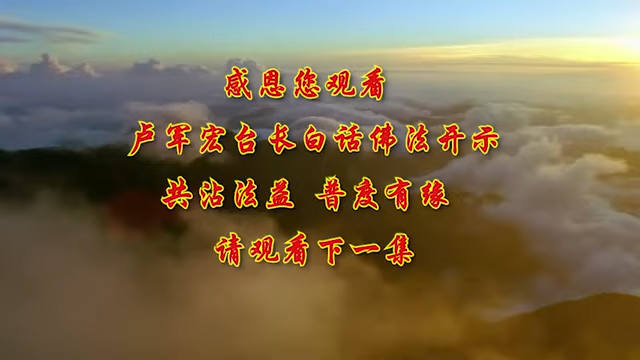 感恩您观看
卢军宏台长白话佛法开示
共沾法益 普度有缘
请观看下一集